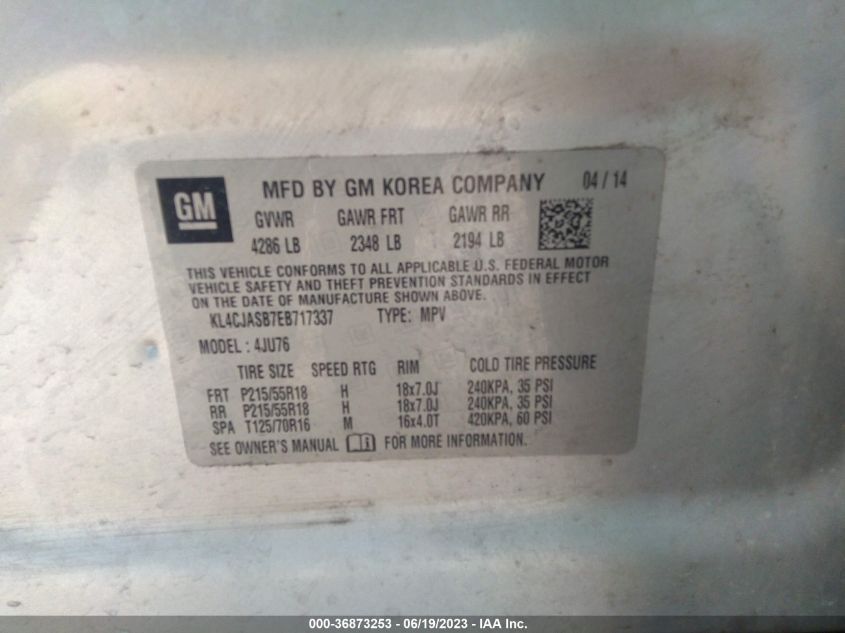 GM MFD BY GM KOREA COMPANY 04 / 14
GVWR GAWR FRT GAWR RR
4286 LB 2348 LB 2194 LB
THIS VEHICLE CONFORMS TO ALL APPLICABLE U.S. FEDERAL MOTOR
VEHICLE SAFETY AND THEFT PREVENTION STANDARDS IN EFFECT
ON THE DATE OF MANUFACTURE SHOWN ABOVE.
KL4CJASB7EB717337 TYPE: MPV
MODEL : 4JU76
TIRE SIZE SPEED RTG RIM COLD TIRE PRESSURE
FRT P215/55R18 H 18x7.0J 240KPA, 35 PSI
RR P215/55R18 H 18x7.0J 240KPA, 35 PSI
SPA T125/70R16 M 16x4.0T 420KPA, 60 PSI
SEE OWNER'S MANUAL FOR MORE INFORMATION.
000-36873253 - 06/19/2023 - IAA Inc.